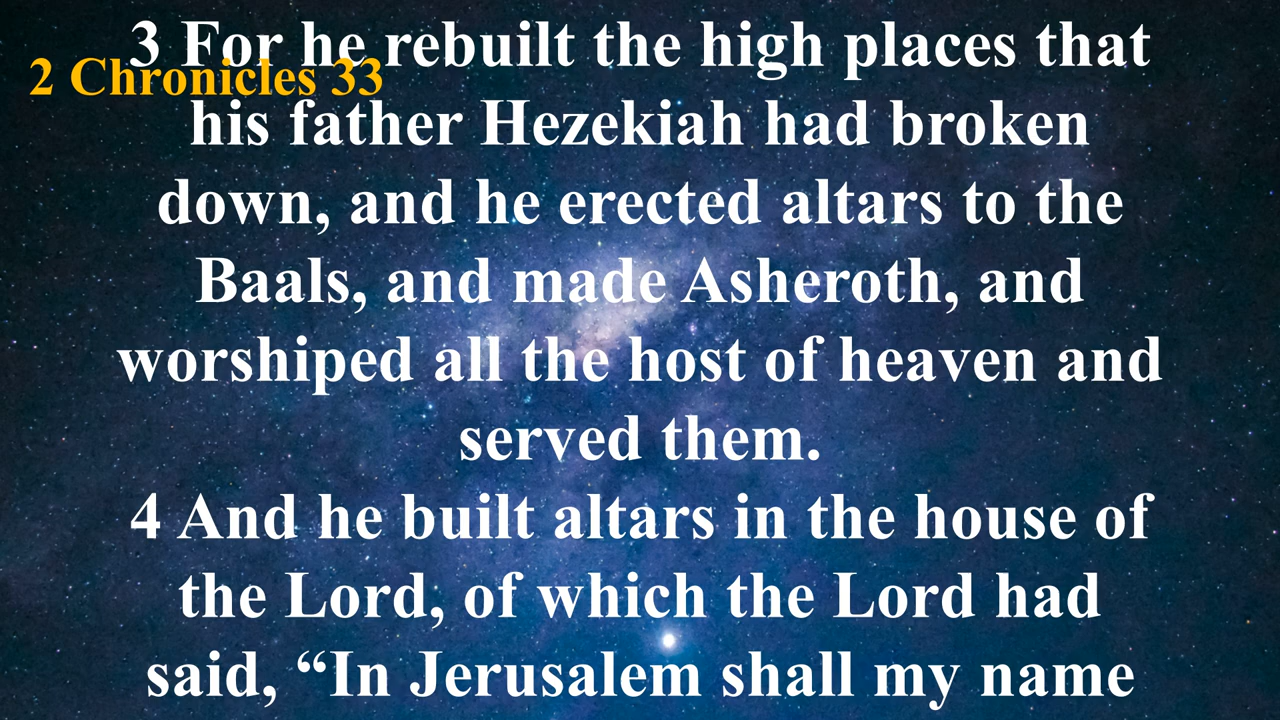 3 For he rebuilt the high places that
2 Chronicles 33
his father Hezekiah had broken
down, and he erected altars to the
Baals, and made Asheroth, and
worshiped all the host of heaven and
served them.
4 And he built altars in the house of
the Lord, of which the Lord had
said, “In Jerusalem shall my name